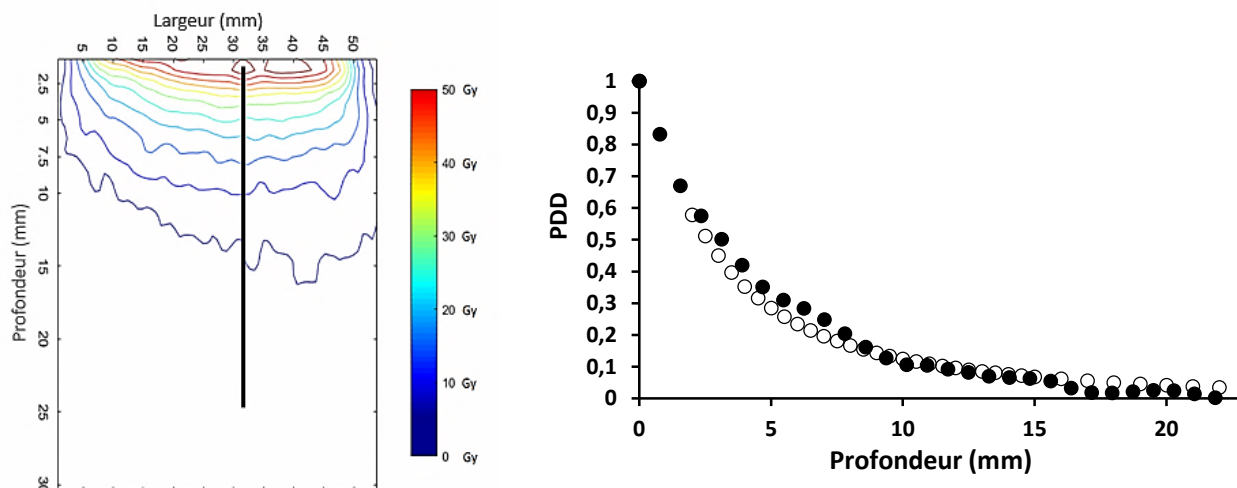 Largeur (mm)
5 10 15 20 25 30 35 40 45 50
Profondeur (mm)
2.5
5
7.5
10
15
20
25
30
50 Gy
40 Gy
30 Gy
20 Gy
10 Gy
0 Gy
PDD
1
0,9
0,8
0,7
0,6
0,5
0,4
0,3
0,2
0,1
0
0 5 10 15 20
Profondeur (mm)